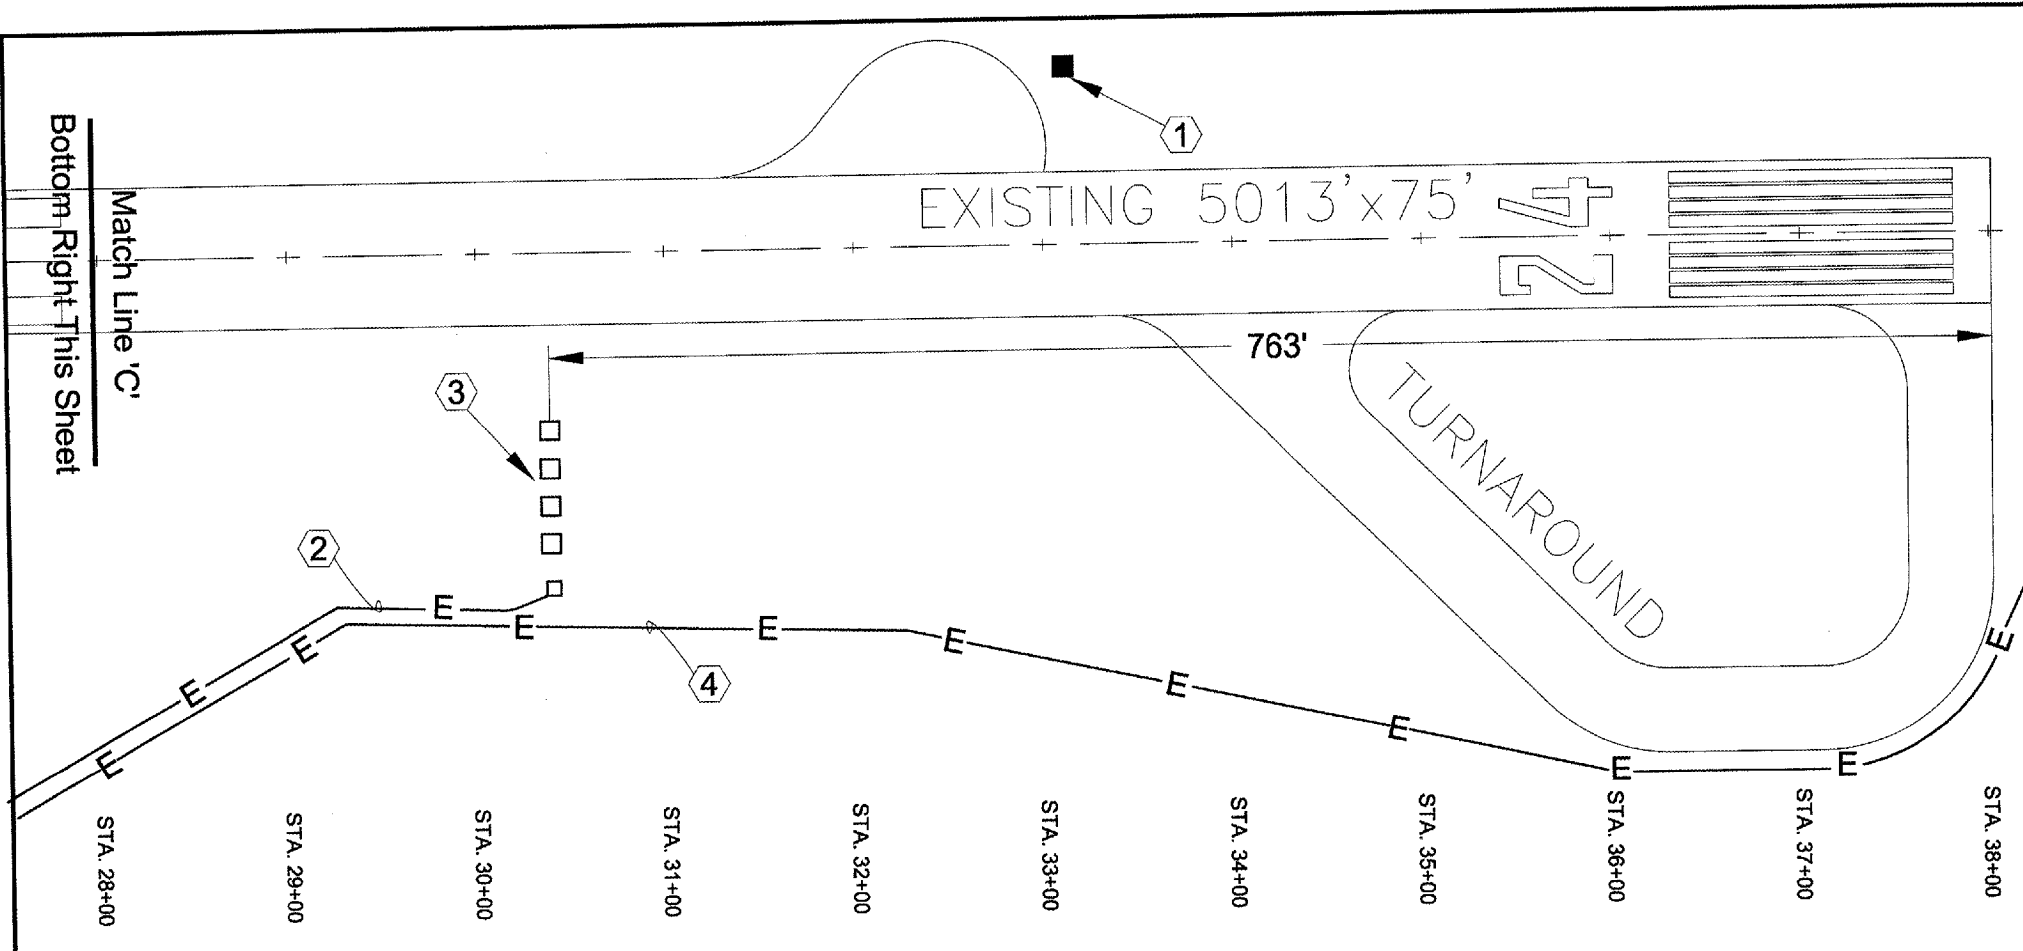 Match Line 'C'
Bottom Right This Sheet
1
EXISTING 5013'x75'
24
763'
3
TURNAROUND
2
4
E
E
E
E
E
E
E
E
E
E
E
E
STA. 28+00
STA. 29+00
STA. 30+00
STA. 31+00
STA. 32+00
STA. 33+00
STA. 34+00
STA. 35+00
STA. 36+00
STA. 37+00
STA. 38+00